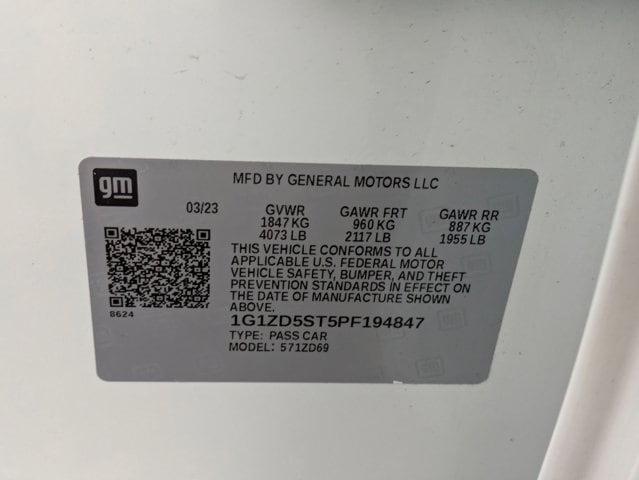 gm
MFD BY GENERAL MOTORS LLC
03/23 GVWR GAWR FRT GAWR RR
1847 KG 960 KG 887 KG
4073 LB 2117 LB 1955 LB
THIS VEHICLE CONFORMS TO ALL
APPLICABLE U.S. FEDERAL MOTOR
VEHICLE SAFETY, BUMPER, AND THEFT
PREVENTION STANDARDS IN EFFECT ON
THE DATE OF MANUFACTURE SHOWN
ABOVE.
8624
1G1ZD5ST5PF194847
TYPE: PASS CAR
MODEL: 571ZD69